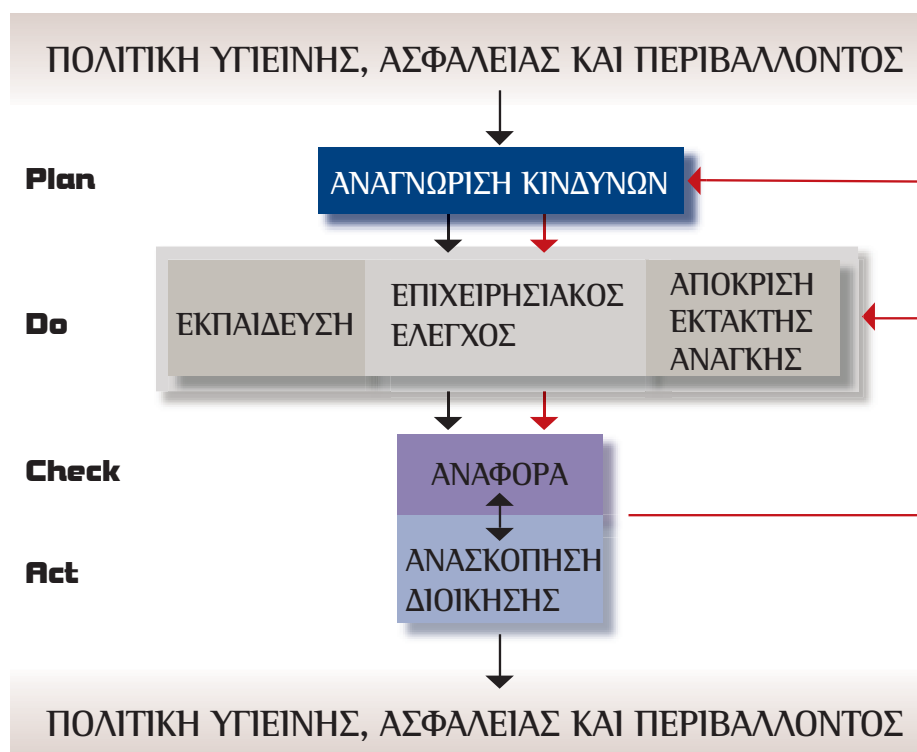 ΠΟΛΙΤΙΚΗ ΥΓΙΕΙΝΗΣ, ΑΣΦΑΛΕΙΑΣ ΚΑΙ ΠΕΡΙΒΑΛΛΟΝΤΟΣ
Plan
ΑΝΑΓΝΩΡΙΣΗ ΚΙΝΔΥΝΩΝ
Do
ΕΚΠΑΙΔΕΥΣΗ
ΕΠΙΧΕΙΡΗΣΙΑΚΟΣ
ΕΛΕΓΧΟΣ
ΑΠΟΚΡΙΣΗ
ΕΚΤΑΚΤΗΣ
ΑΝΑΓΚΗΣ
Check
ΑΝΑΦΟΡΑ
Act
ΑΝΑΣΚΟΠΗΣΗ
ΔΙΟΙΚΗΣΗΣ
ΠΟΛΙΤΙΚΗ ΥΓΙΕΙΝΗΣ, ΑΣΦΑΛΕΙΑΣ ΚΑΙ ΠΕΡΙΒΑΛΛΟΝΤΟΣ